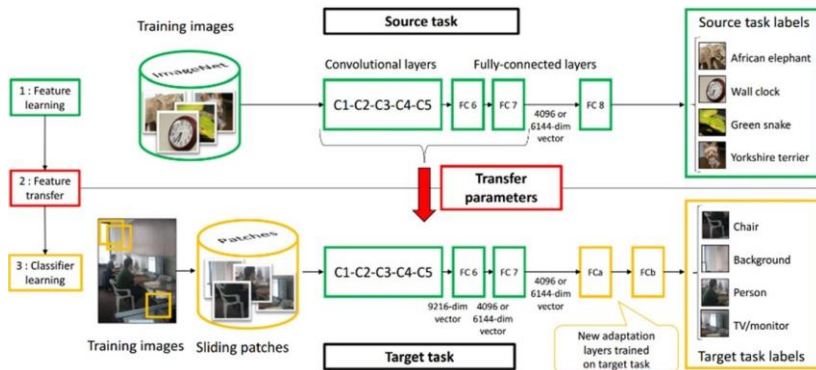 Training images
Source task
Source task labels
ImageNet
Convolutional layers
Fully-connected layers
1 : Feature
learning
C1-C2-C3-C4-C5
FC 6
FC 7
4096 or
6144-dim
vector
FC 8
African elephant
Wall clock
Green snake
Yorkshire terrier
2 : Feature
transfer
Transfer
parameters
3 : Classifier
learning
Patches
C1-C2-C3-C4-C5
FC 6
FC 7
4096 or
6144-dim
vector
FCa
FCb
Chair
Background
Person
TV/monitor
9216-dim
vector
4096 or
6144-dim
vector
Training images
Sliding patches
Target task
New adaptation
layers trained
on target task
Target task labels